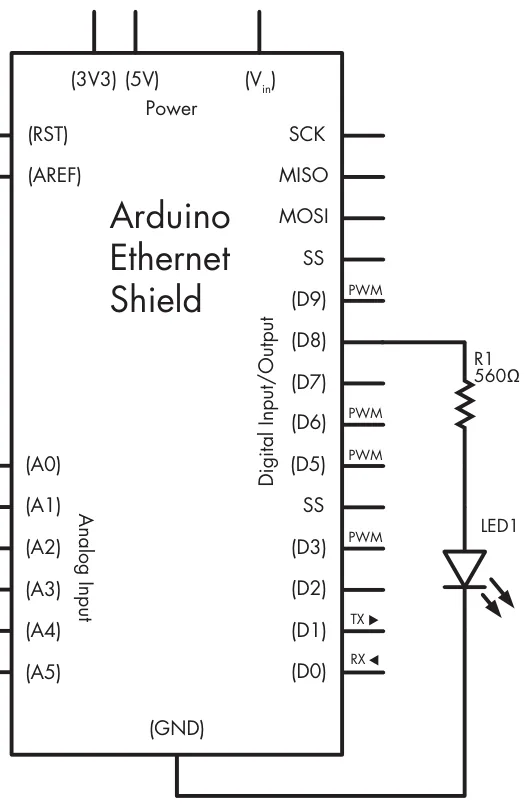 (3V3) (5V) (Vin)
Power
(RST) SCK
(AREF) MISO
Arduino
Ethernet
Shield
MOSI
SS
(D9) PWM
(D8)
R1
560Ω
(D7)
(D6) PWM
Digital Input/Output
(A0) (D5) PWM
(A1) SS
LED1
(A2) (D3) PWM
Analog Input
(A3) (D2)
(A4) (D1) TX ▶
(A5) (D0) RX ◀
(GND)